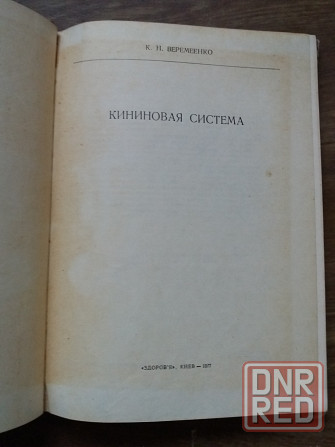 К. Н. ВЕРЕМЕЕНКО
КИНИНОВАЯ СИСТЕМА
«ЗДОРОВ'Я», КИЕВ — 1977
DNR
RED